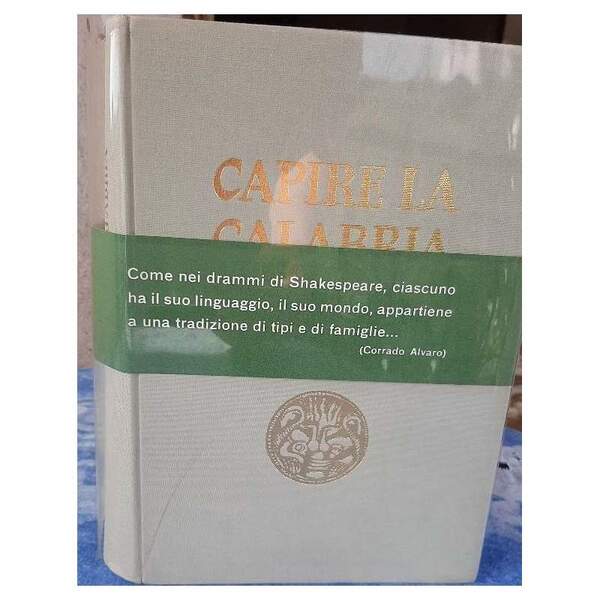 CAPIRE LA
CALABRIA
Come nei drammi di Shakespeare, ciascuno
ha il suo linguaggio, il suo mondo, appartiene
a una tradizione di tipi e di famiglie...
(Corrado Alvaro)